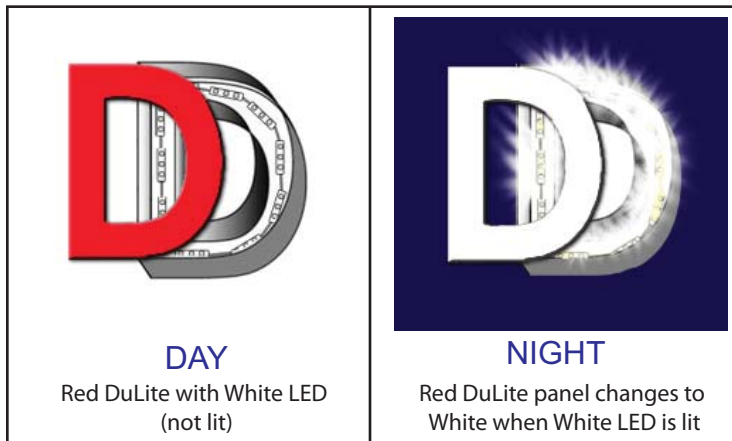 D
DAY
Red DuLite with White LED
(not lit)
D
NIGHT
Red DuLite panel changes to
White when White LED is lit